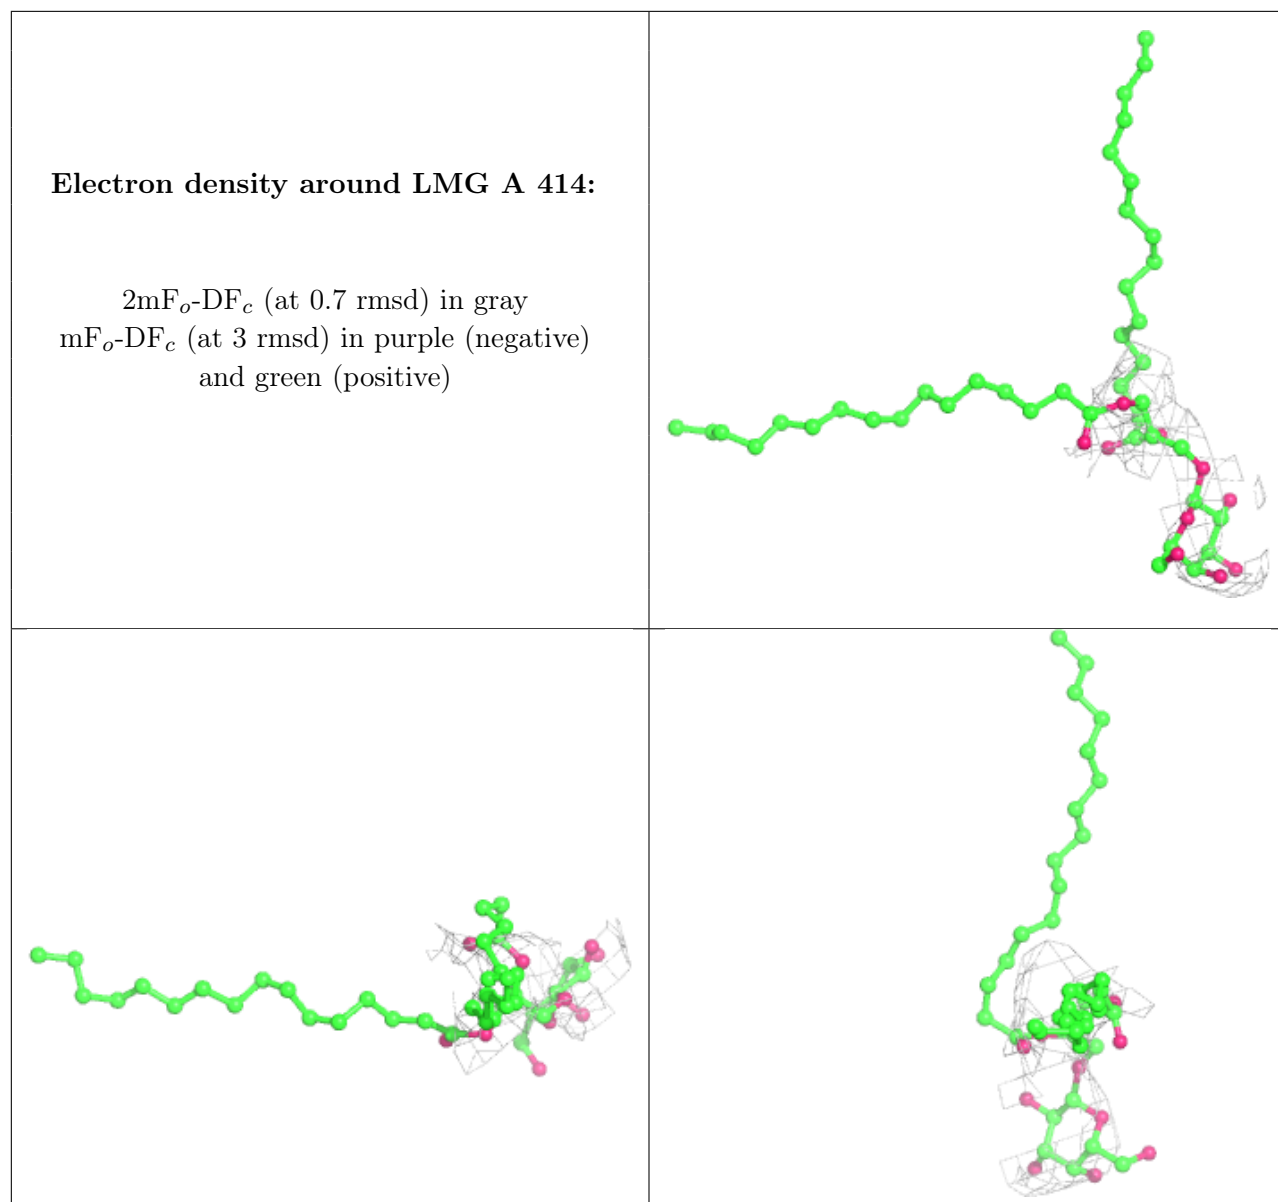 Electron density around LMG A 414:
2mFo-DFc (at 0.7 rmsd) in gray
mFo-DFc (at 3 rmsd) in purple (negative)
and green (positive)